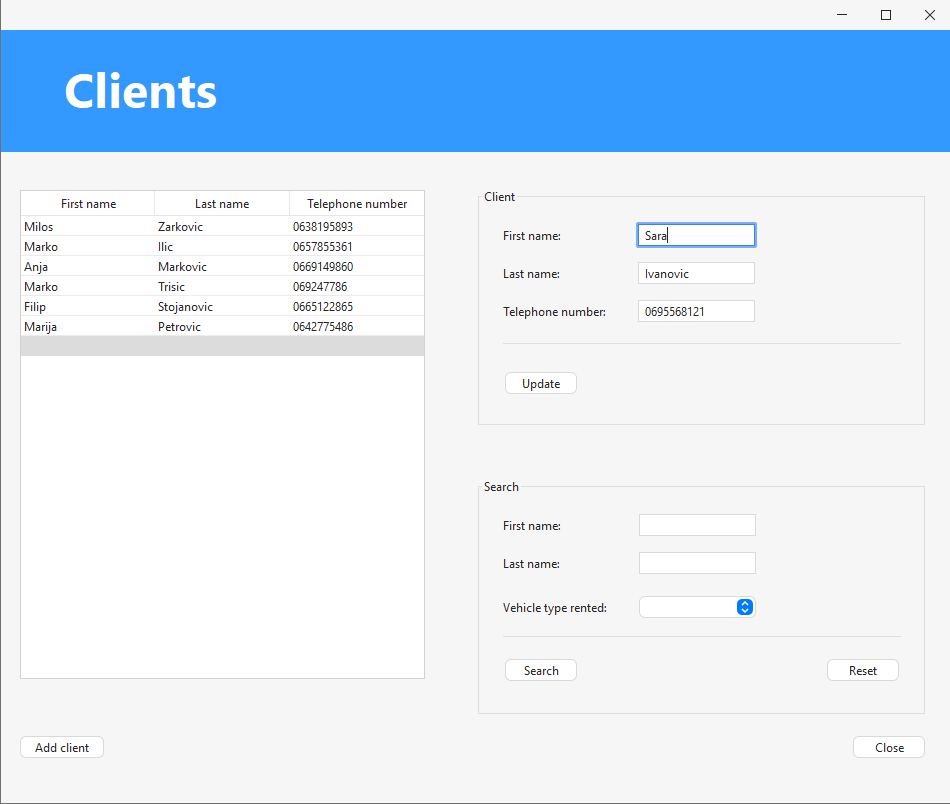 Clients
First name Last name Telephone number
Milos Zarkovic 0638195893
Marko Ilic 0657855361
Anja Markovic 0669149860
Marko Trisic 069247786
Filip Stojanovic 0665122865
Marija Petrovic 0642775486
Client
First name: Sara
Last name: Ivanovic
Telephone number: 0695568121
Update
Search
First name:
Last name:
Vehicle type rented:
Search Reset
Add client Close